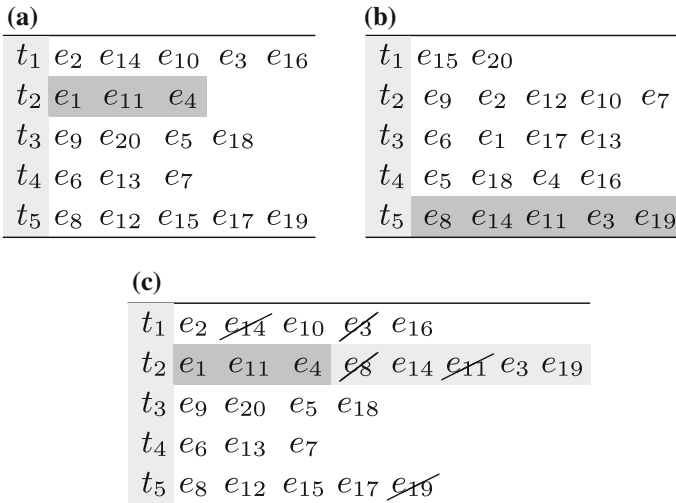 (a)
t1 e2 e14 e10 e3 e16
t2 e1 e11 e4
t3 e9 e20 e5 e18
t4 e6 e13 e7
t5 e8 e12 e15 e17 e19
(b)
t1 e15 e20
t2 e9 e2 e12 e10 e7
t3 e6 e1 e17 e13
t4 e5 e18 e4 e16
t5 e8 e14 e11 e3 e19
(c)
t1 e2 e14 e10 e3 e16
t2 e1 e11 e4 e8 e14 e11 e3 e19
t3 e9 e20 e5 e18
t4 e6 e13 e7
t5 e8 e12 e15 e17 e19